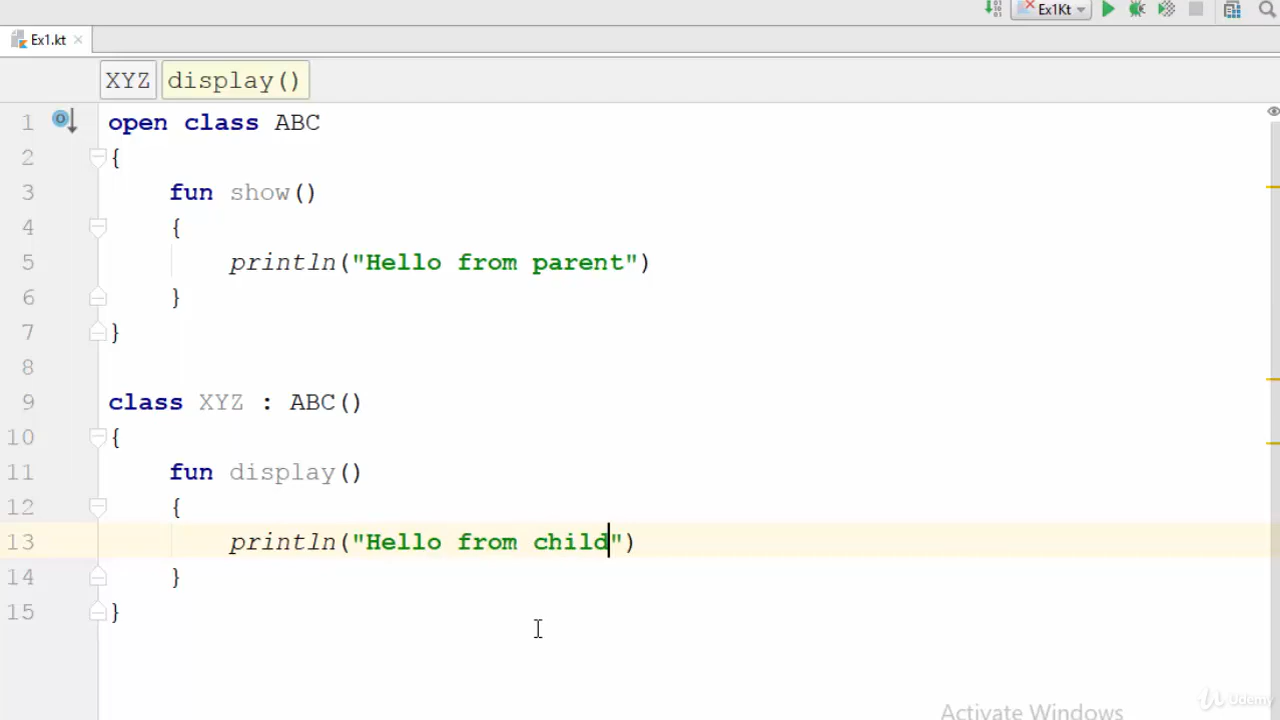 Ex1Kt
Ex1.kt
XYZ display()
1 open class ABC
2 {
3 fun show()
4 {
5 println("Hello from parent")
6 }
7 }
8
9 class XYZ : ABC()
10 {
11 fun display()
12 {
13 println("Hello from child")
14 }
15 }
Activate Windows
Udemy